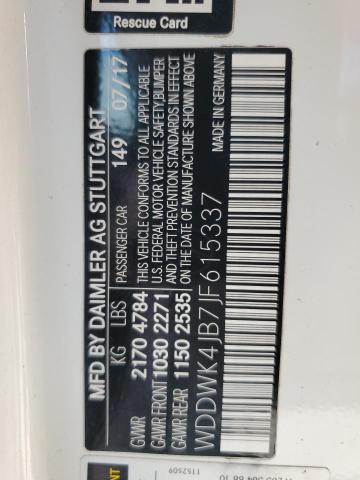 Rescue Card
MFD BY DAIMLER AG STUTTGART
KG LBS PASSENGER CAR 149 07/17
GVWR 2170 4784
GAWR FRONT 1030 2271
GAWR REAR 1150 2535
THIS VEHICLE CONFORMS TO ALL APPLICABLE
U.S. FEDERAL MOTOR VEHICLE SAFETY, BUMPER
AND THEFT PREVENTION STANDARDS IN EFFECT
ON THE DATE OF MANUFACTURE SHOWN ABOVE
MADE IN GERMANY
WDDWK4JB7JF615337
1152509